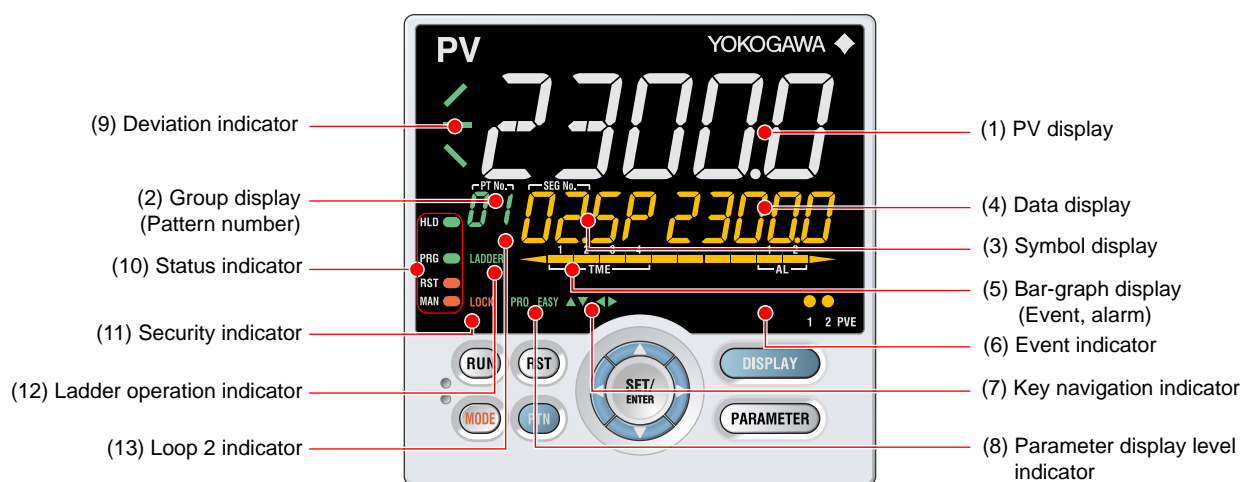 PV YOKOGAWA
2300.0
(9) Deviation indicator
(1) PV display
PT No. SEG No.
(2) Group display
(Pattern number)
01 02.SP 2300.0
(4) Data display
HLD
(3) Symbol display
1 2 3 4 1 2
(10) Status indicator
PRG LADDER
TME AL
RST
(5) Bar-graph display
(Event, alarm)
MAN LOCK PRO EASY
(11) Security indicator
1 2 PVE
(6) Event indicator
RUN RST DISPLAY
(12) Ladder operation indicator
SET/
ENTER
(7) Key navigation indicator
MODE PTN PARAMETER
(13) Loop 2 indicator
(8) Parameter display level
indicator